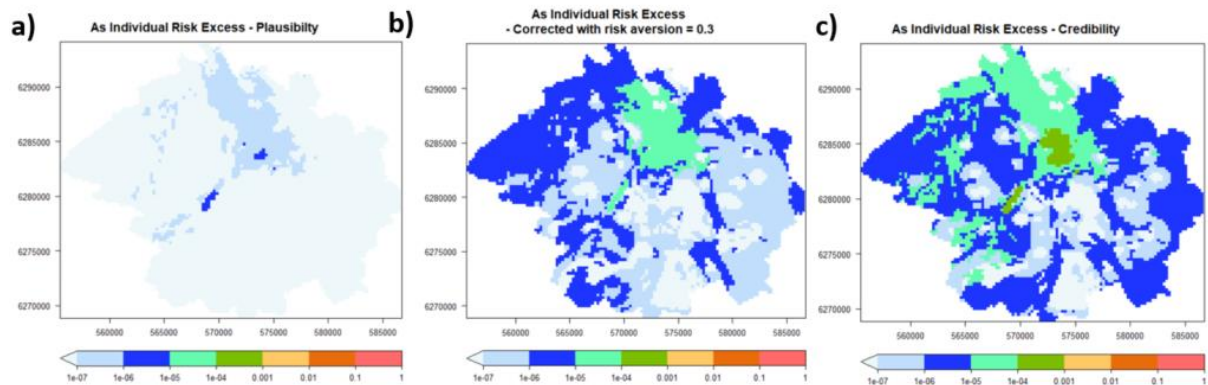 a)
As Individual Risk Excess - Plausibilty
6290000
6285000
6280000
6275000
6270000
560000 565000 570000 575000 580000 585000
1e-07 1e-06 1e-05 1e-04 0.001 0.01 0.1 1
b)
As Individual Risk Excess
- Corrected with risk aversion = 0.3
6290000
6285000
6280000
6275000
6270000
560000 565000 570000 575000 580000 585000
1e-07 1e-06 1e-05 1e-04 0.001 0.01 0.1 1
c)
As Individual Risk Excess - Credibility
6290000
6285000
6280000
6275000
6270000
560000 565000 570000 575000 580000 585000
1e-07 1e-06 1e-05 1e-04 0.001 0.01 0.1 1